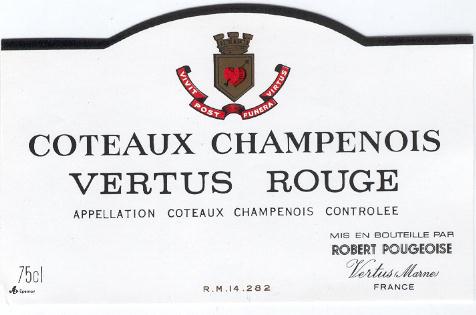 VIVIT POST FUNERA VIRTUS
COTEAUX CHAMPENOIS
VERTUS ROUGE
APPELLATION COTEAUX CHAMPENOIS CONTROLEE
MIS EN BOUTEILLE PAR
ROBERT POUGEOISE
Vertus (Marne)
FRANCE
75cl
R.M.14.282